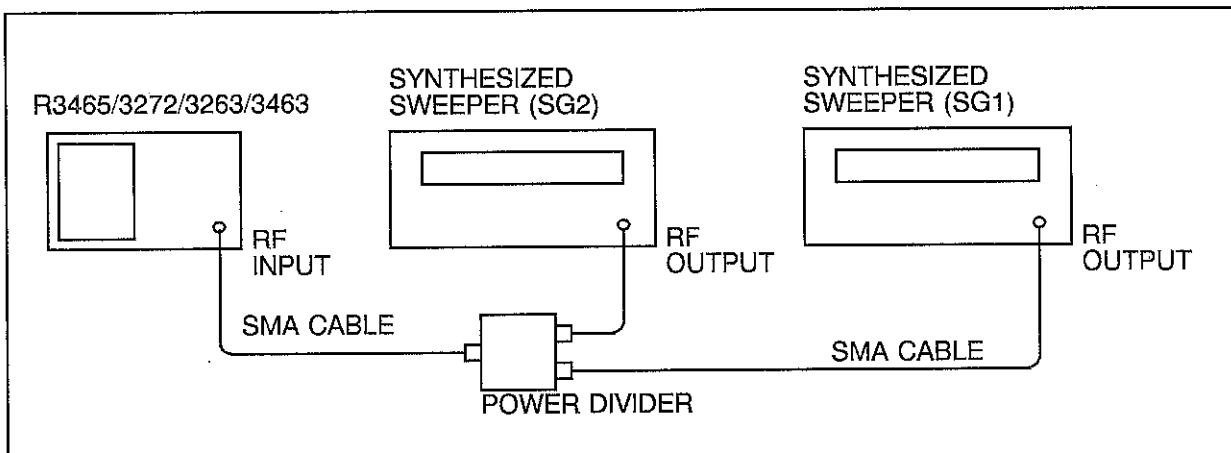 R3465/3272/3263/3463
RF
INPUT
SYNTHESIZED
SWEEPER (SG2)
RF
OUTPUT
SYNTHESIZED
SWEEPER (SG1)
RF
OUTPUT
SMA CABLE
POWER DIVIDER
SMA CABLE